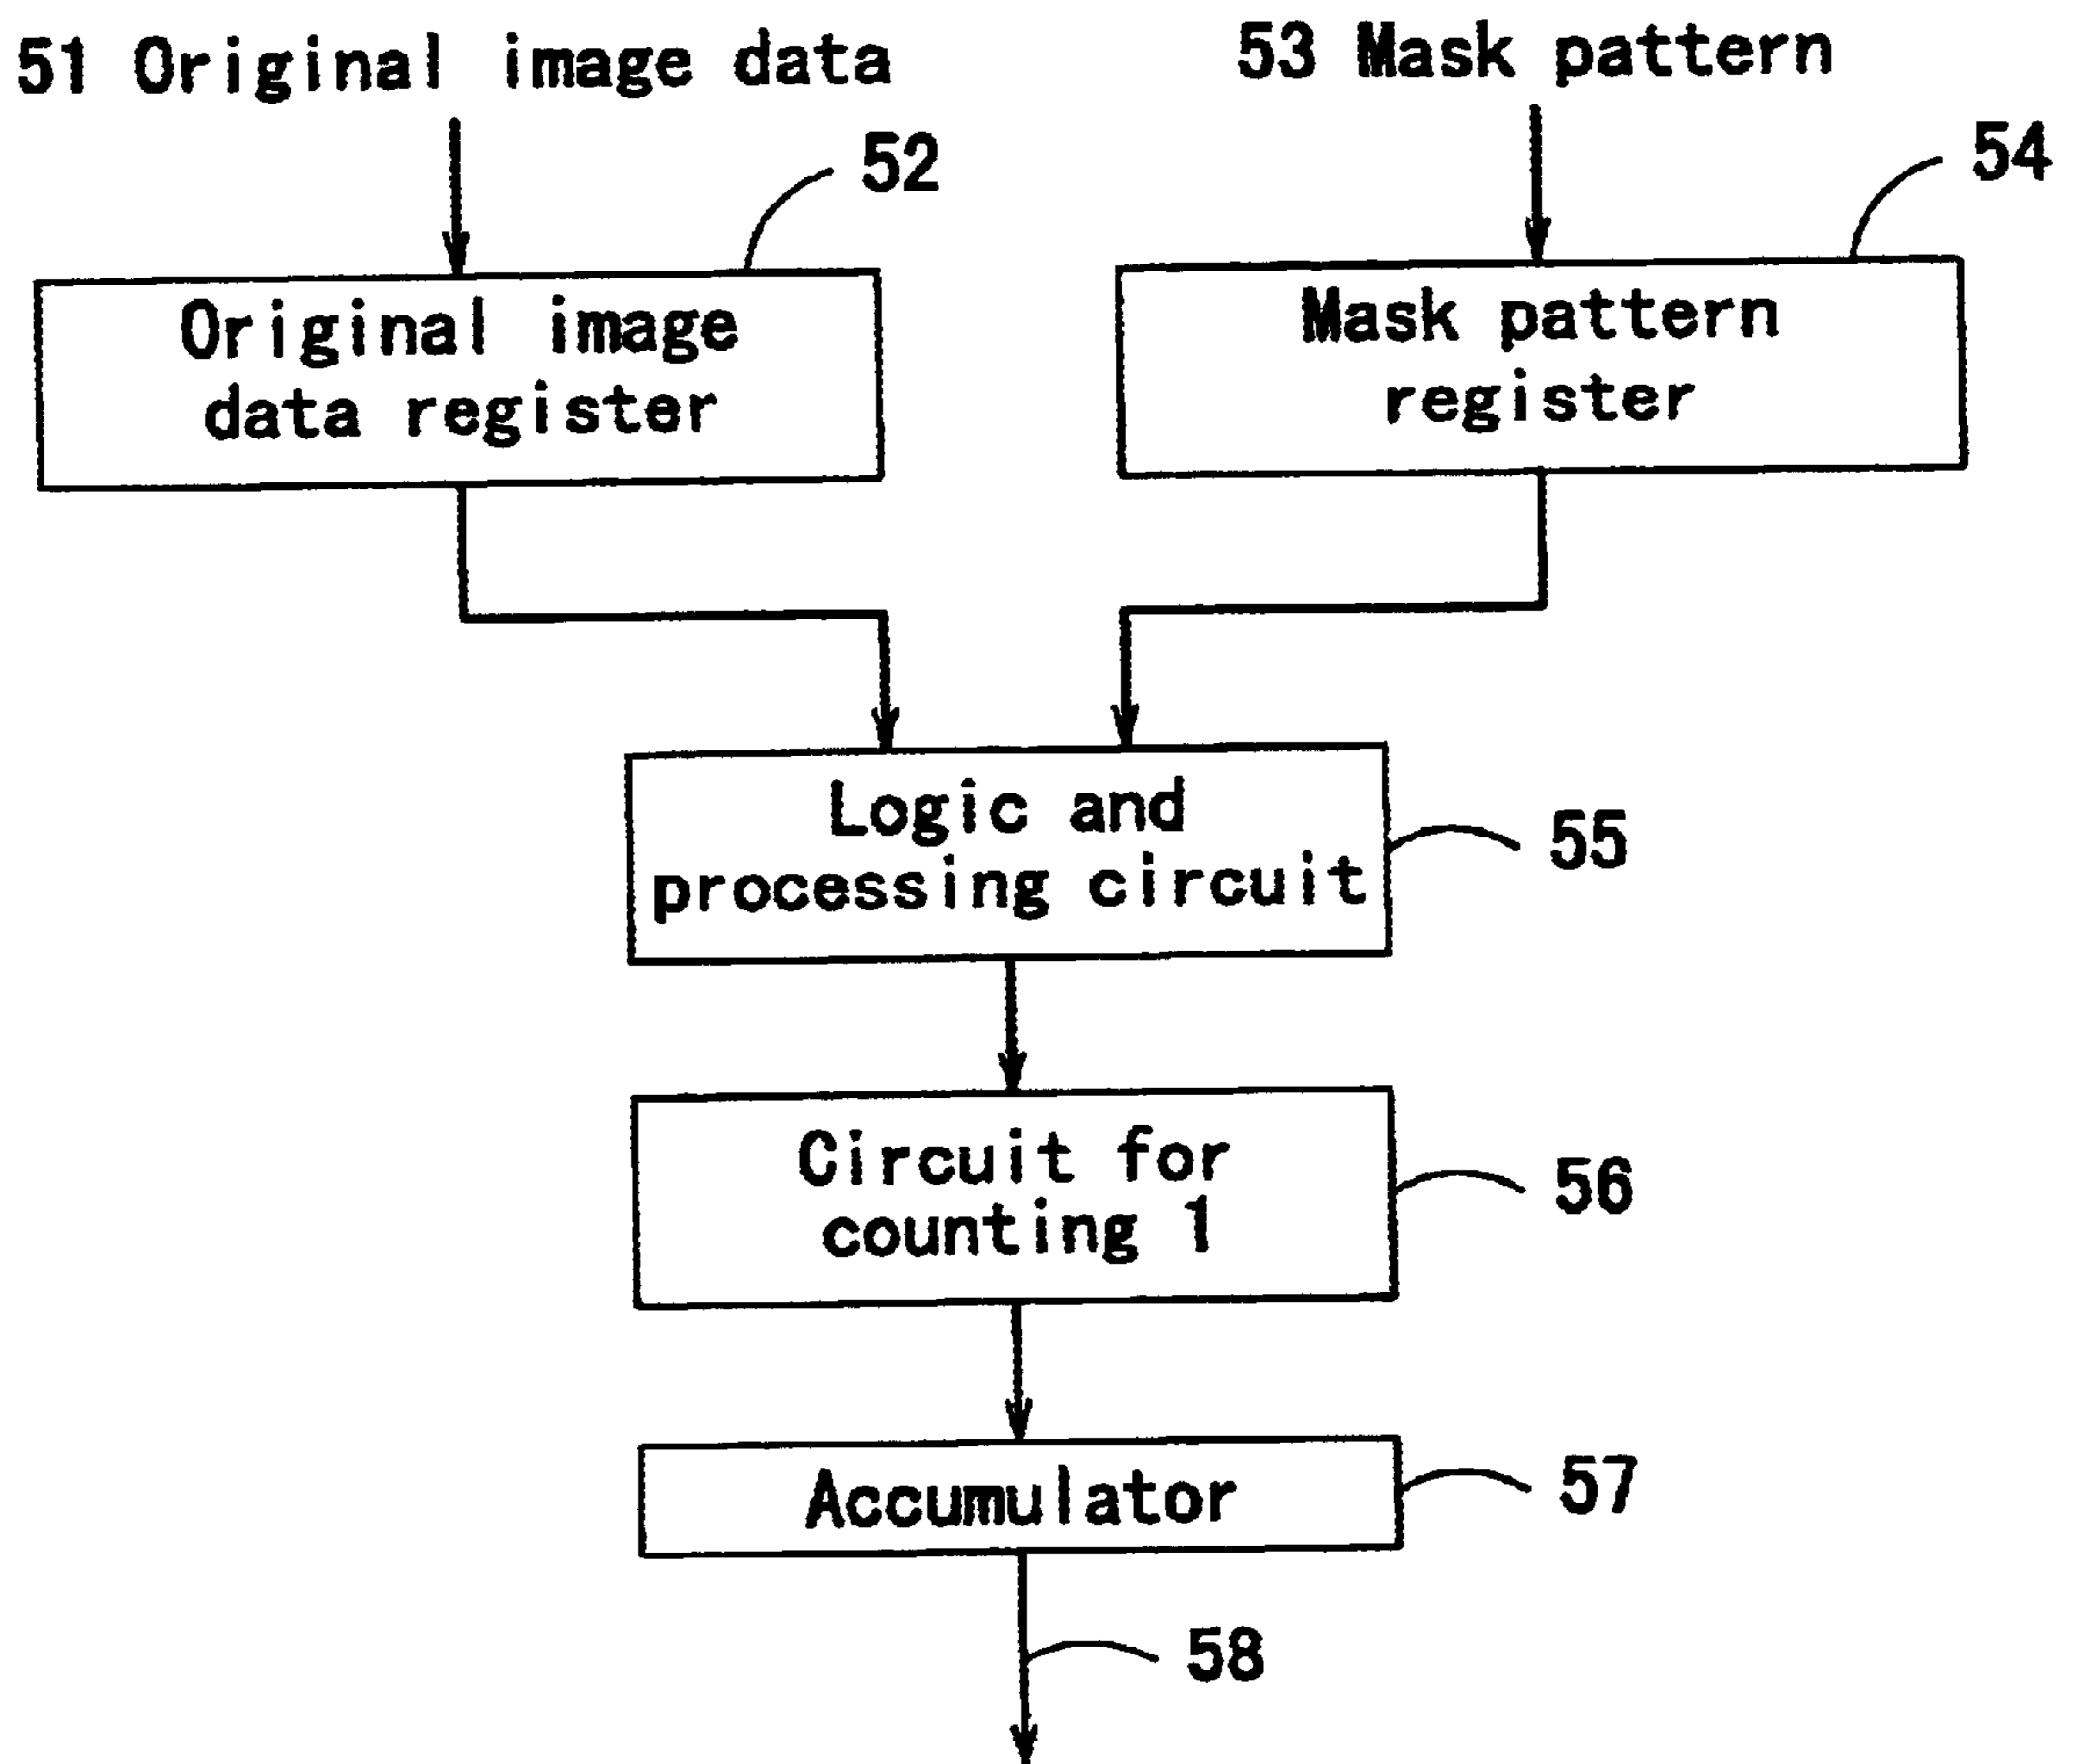 51 Original image data
53 Mask pattern
52
54
Original image
data register
Mask pattern
register
Logic and
processing circuit
55
Circuit for
counting 1
56
Accumulator
57
58